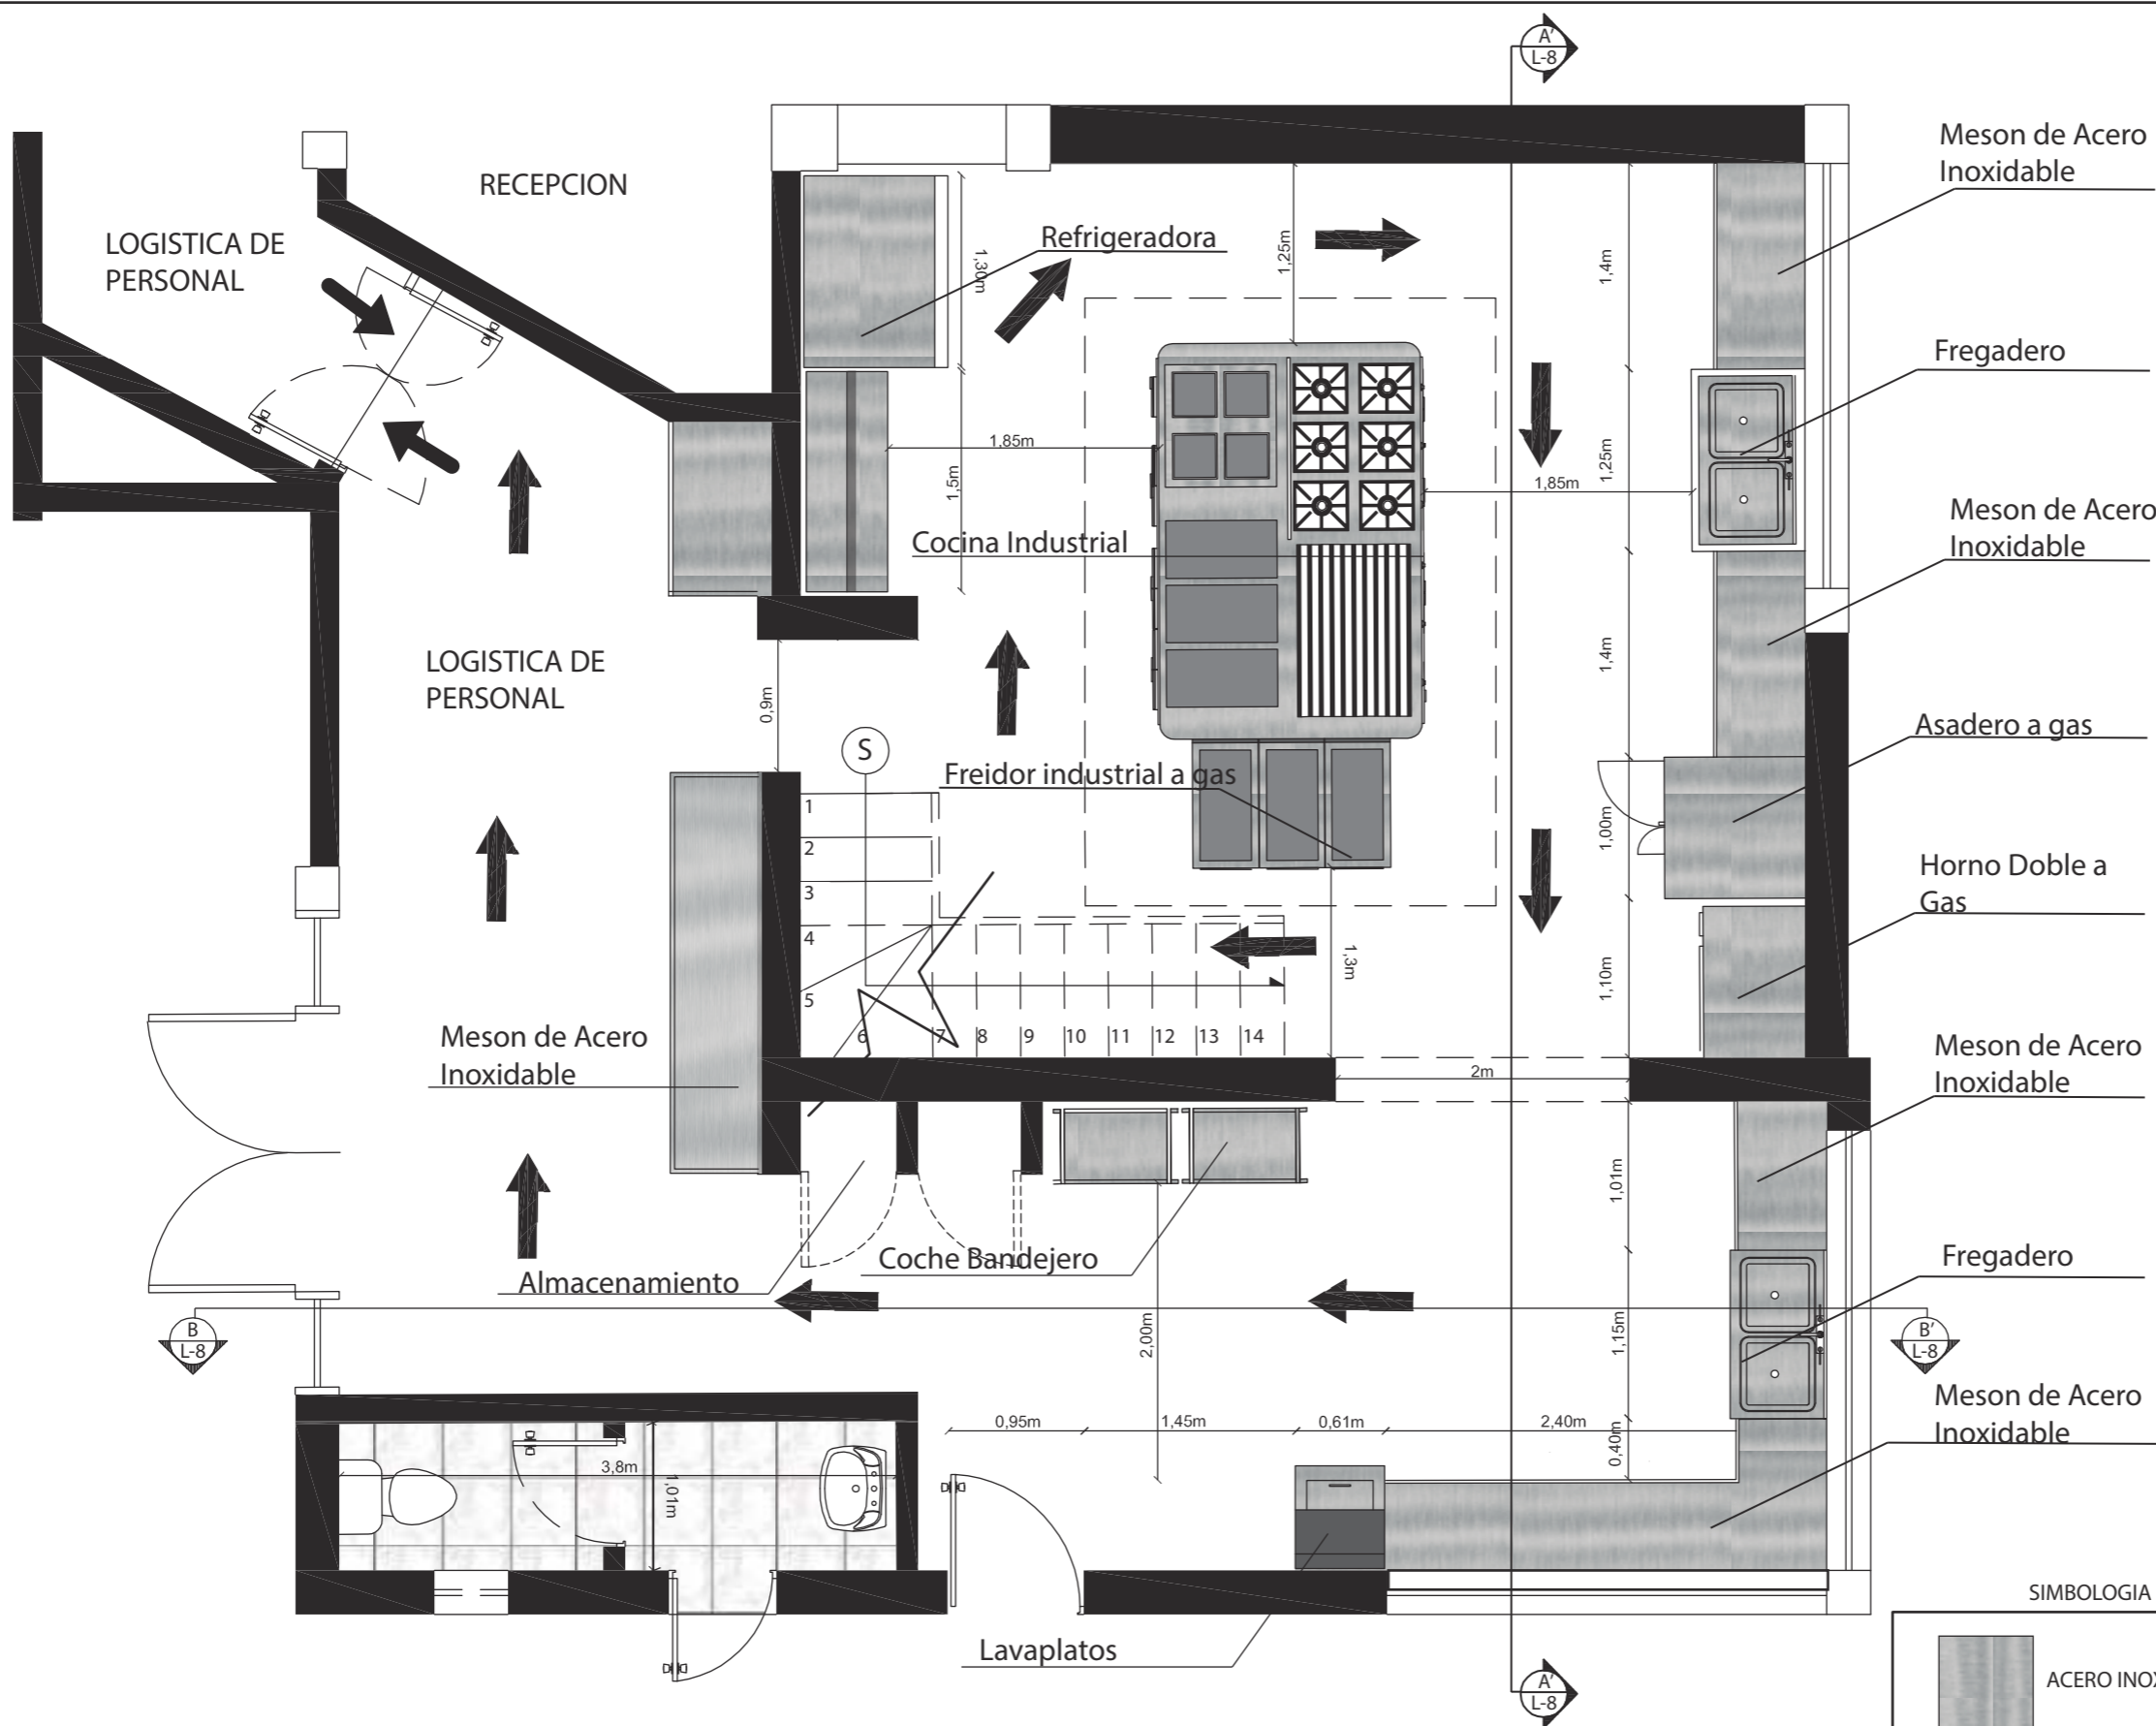 A'
L-8
Meson de Acero
Inoxidable
RECEPCION
LOGISTICA DE
PERSONAL
Refrigeradora
1,30m
1,25m
1,4m
Fregadero
1,85m
1,5m
1,25m
1,85m
Meson de Acero
Inoxidable
Cocina Industrial
LOGISTICA DE
PERSONAL
0,9m
1,4m
S
Asadero a gas
Freidor industrial a gas
1
2
3
4
5
6
7
8
9
10
11
12
13
14
1,00m
Horno Doble a
Gas
1,3m
1,10m
Meson de Acero
Inoxidable
2m
Meson de Acero
Inoxidable
1,01m
Coche Bandejero
Almacenamiento
Fregadero
B
L-8
2,00m
1,15m
B'
L-8
Meson de Acero
Inoxidable
0,95m
1,45m
0,61m
2,40m
0,40m
3,8m
1,01m
Lavaplatos
SIMBOLOGIA
A'
L-8